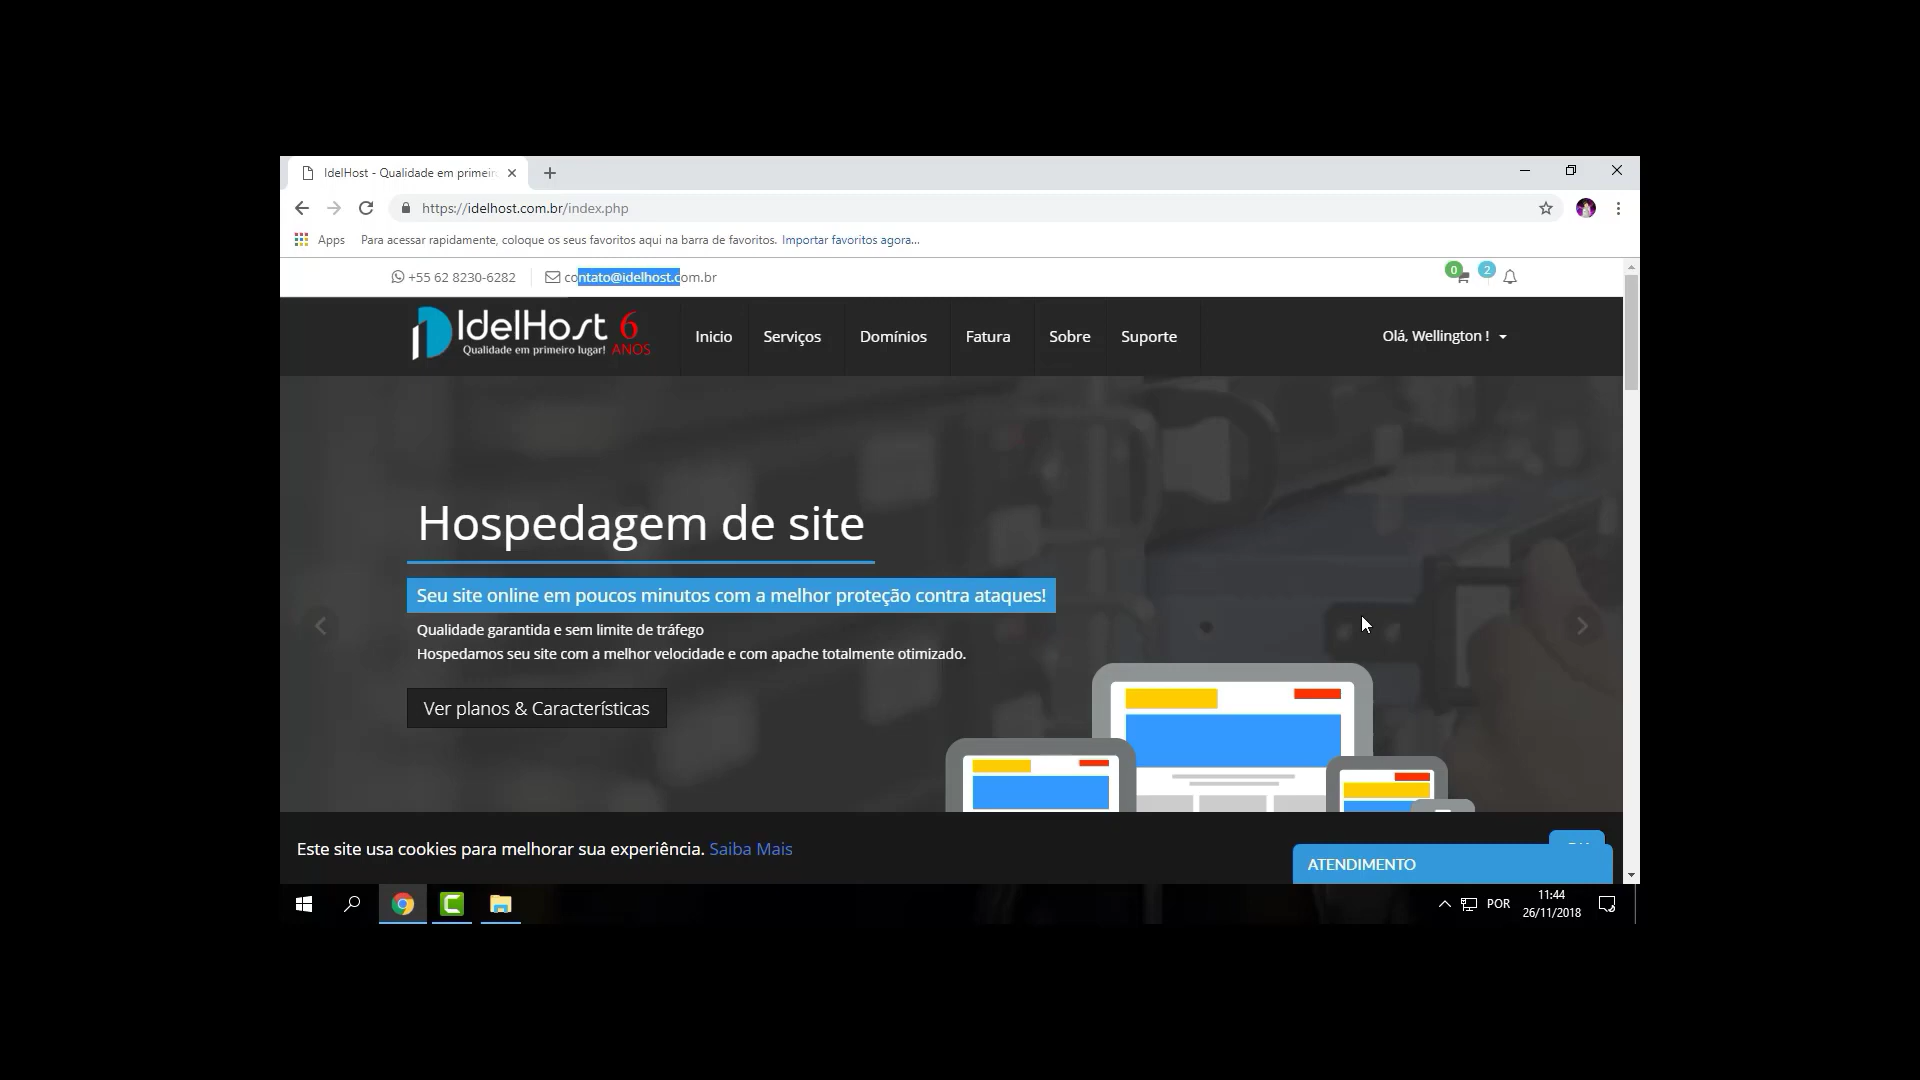 IdelHost - Qualidade em primeir
https://idelhost.com.br/index.php
Apps Para acessar rapidamente, coloque os seus favoritos aqui na barra de favoritos. Importar favoritos agora...
+55 62 8230-6282 contato@idelhost.com.br
0 2
IdelHost 6
Qualidade em primeiro lugar! ANOS
Inicio Serviços Domínios Fatura Sobre Suporte Olá, Wellington !
Hospedagem de site
Seu site online em poucos minutos com a melhor proteção contra ataques!
Qualidade garantida e sem limite de tráfego
Hospedamos seu site com a melhor velocidade e com apache totalmente otimizado.
Ver planos & Características
Este site usa cookies para melhorar sua experiência. Saiba Mais
ATENDIMENTO
POR
11:44
26/11/2018